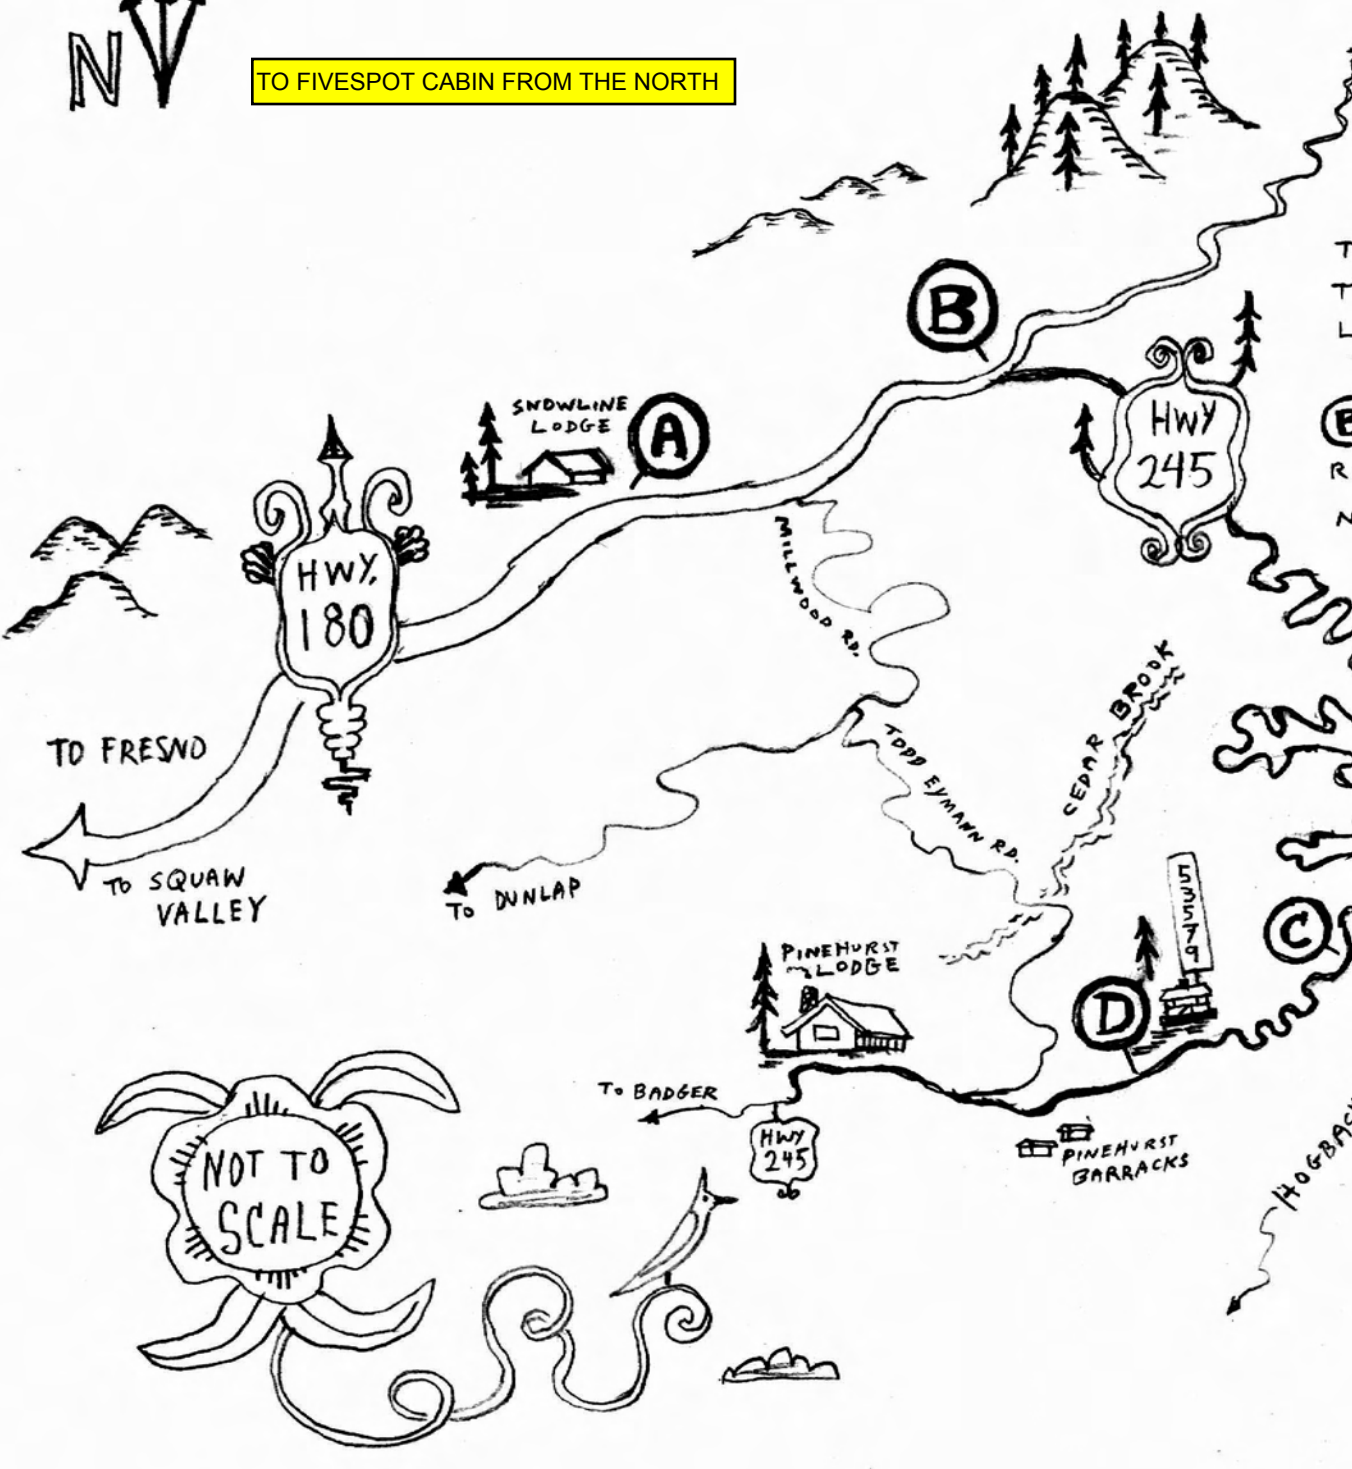 N
TO FIVESPOT CABIN FROM THE NORTH
B
T
T
L
HWY
245
SNOWLINE
LODGE
A
R
N
HWY.
180
MILLWOOD RD.
CEDAR BROOK
TO FRESNO
TODD EYMANN RD.
TO SQUAW
VALLEY
TO DUNLAP
53579
C
PINEHURST
LODGE
D
TO BADGER
HWY
245
PINEHURST
BARRACKS
HOGBACK
NOT TO
SCALE